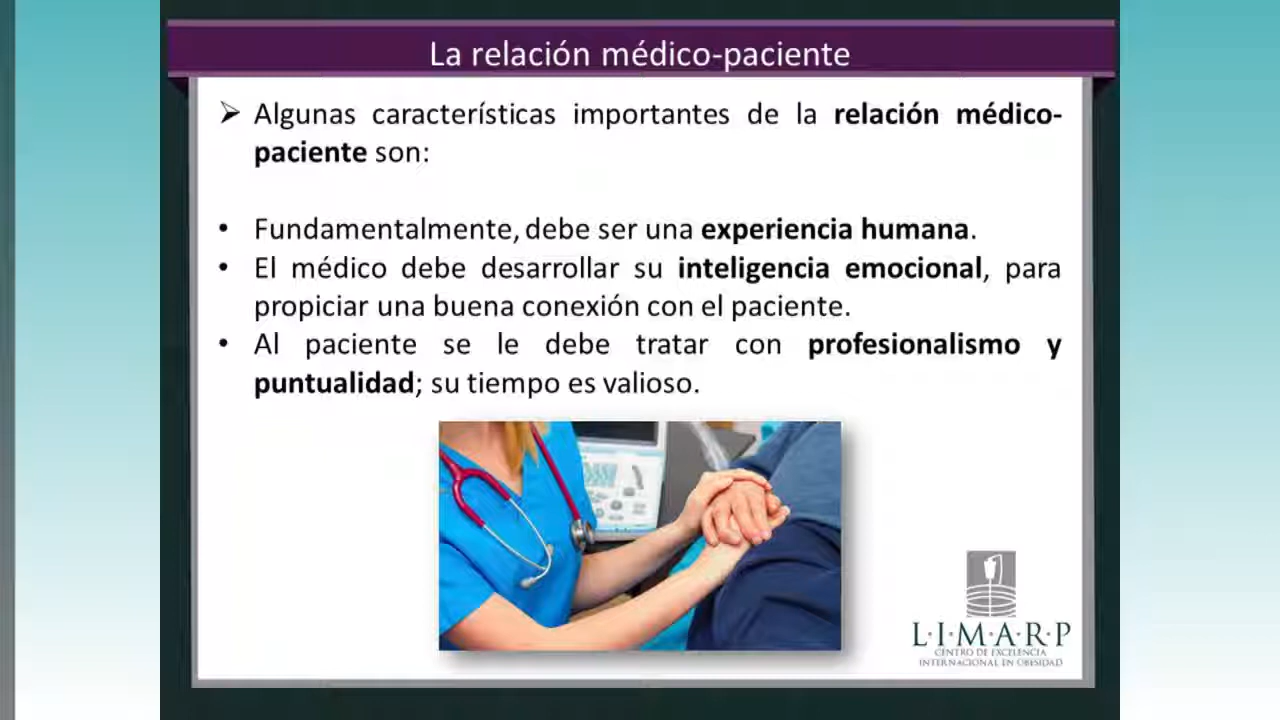 La relación médico-paciente
➢ Algunas características importantes de la relación médico-
paciente son:
• Fundamentalmente, debe ser una experiencia humana.
• El médico debe desarrollar su inteligencia emocional, para
propiciar una buena conexión con el paciente.
• Al paciente se le debe tratar con profesionalismo y
puntualidad; su tiempo es valioso.
L·I·M·A·R·P
CENTRO DE EXCELENCIA
INTERNACIONAL EN OBESIDAD